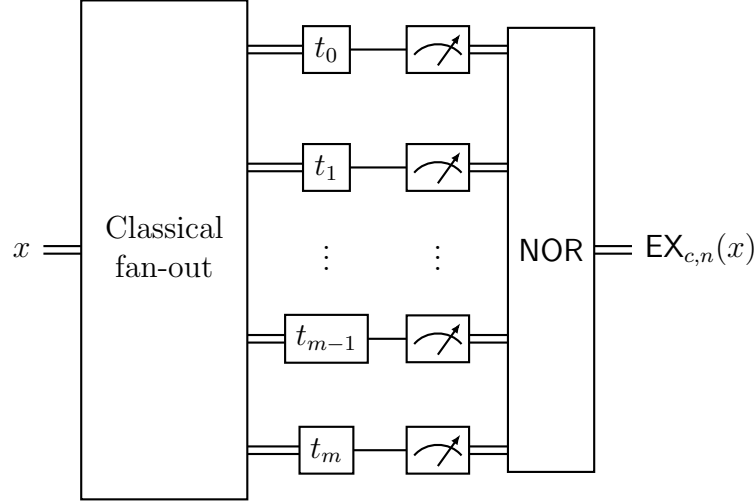 t_0
t_1
x
Classical
fan-out
⋮
⋮
NOR
EX_{c,n}(x)
t_{m−1}
t_m